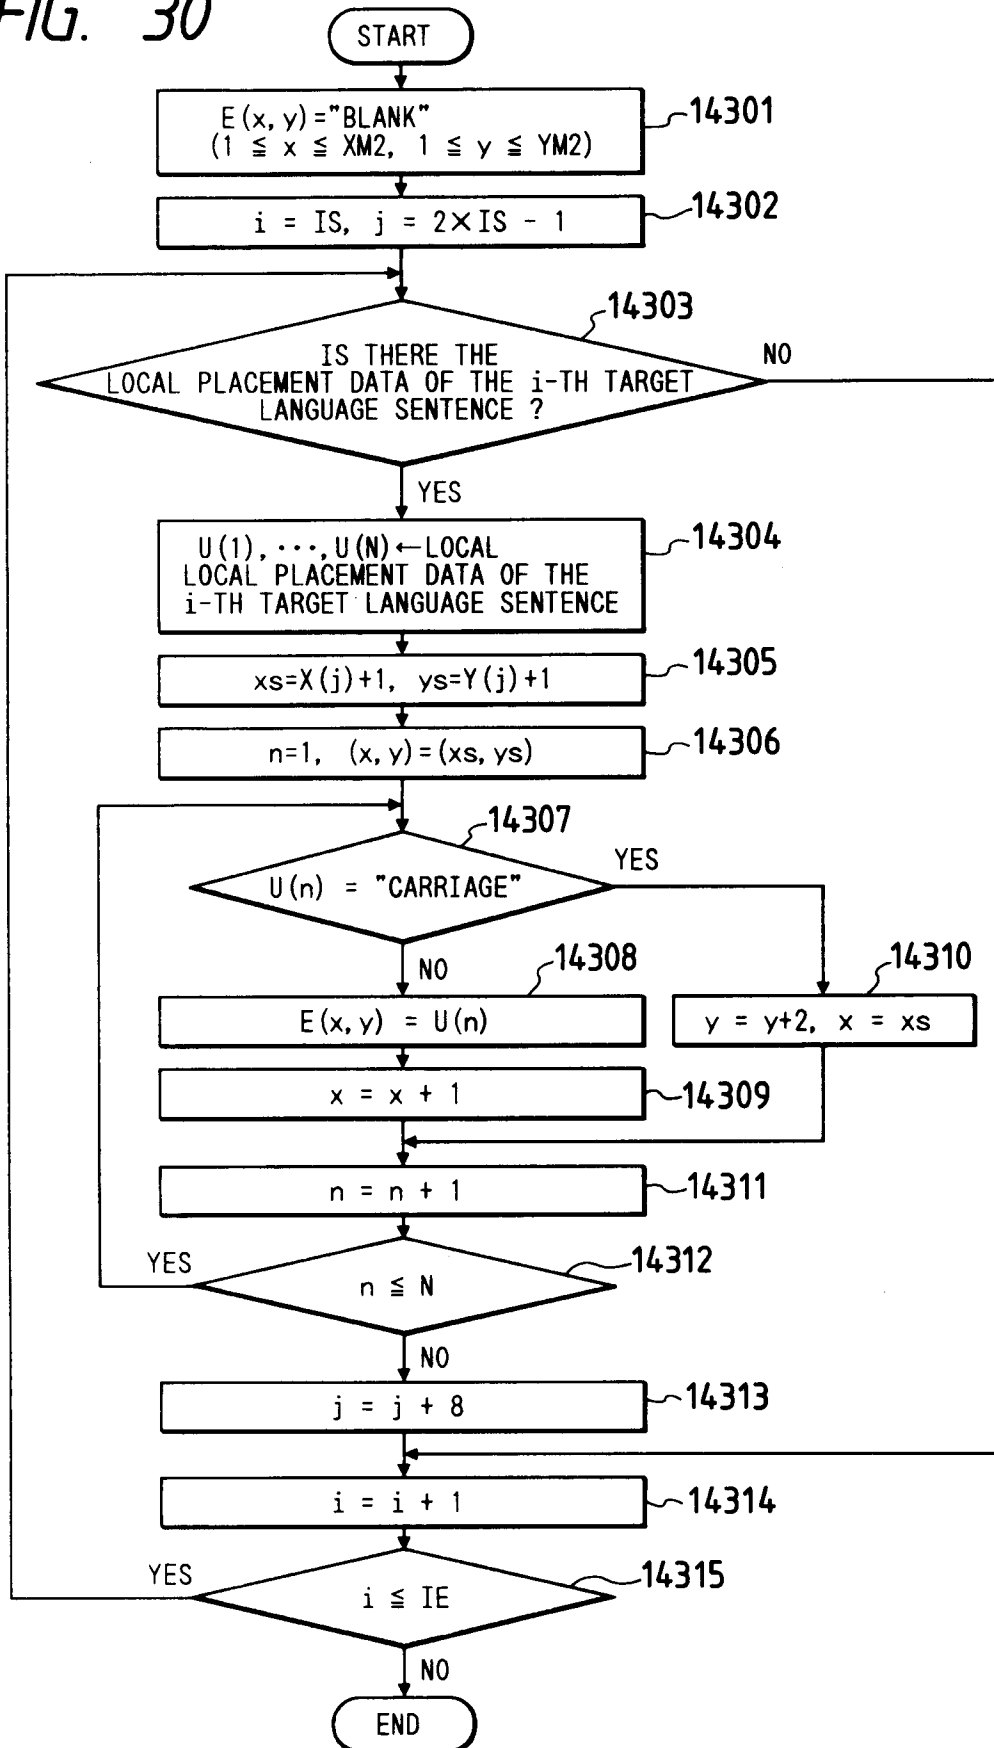 FIG. 30
START
E(x, y)="BLANK"
(1 ≦ x ≦ XM2, 1 ≦ y ≦ YM2)
14301
i = IS, j = 2×IS - 1
14302
14303
IS THERE THE
LOCAL PLACEMENT DATA OF THE i-TH TARGET
LANGUAGE SENTENCE ?
NO
YES
U(1), ···, U(N)←LOCAL
LOCAL PLACEMENT DATA OF THE
i-TH TARGET LANGUAGE SENTENCE
14304
xs=X(j)+1, ys=Y(j)+1
14305
n=1, (x, y)=(xs, ys)
14306
14307
U(n) = "CARRIAGE"
YES
NO
14308
E(x, y) = U(n)
14310
y = y+2, x = xs
x = x + 1
14309
n = n + 1
14311
YES
n ≦ N
14312
NO
j = j + 8
14313
i = i + 1
14314
YES
i ≦ IE
14315
NO
END